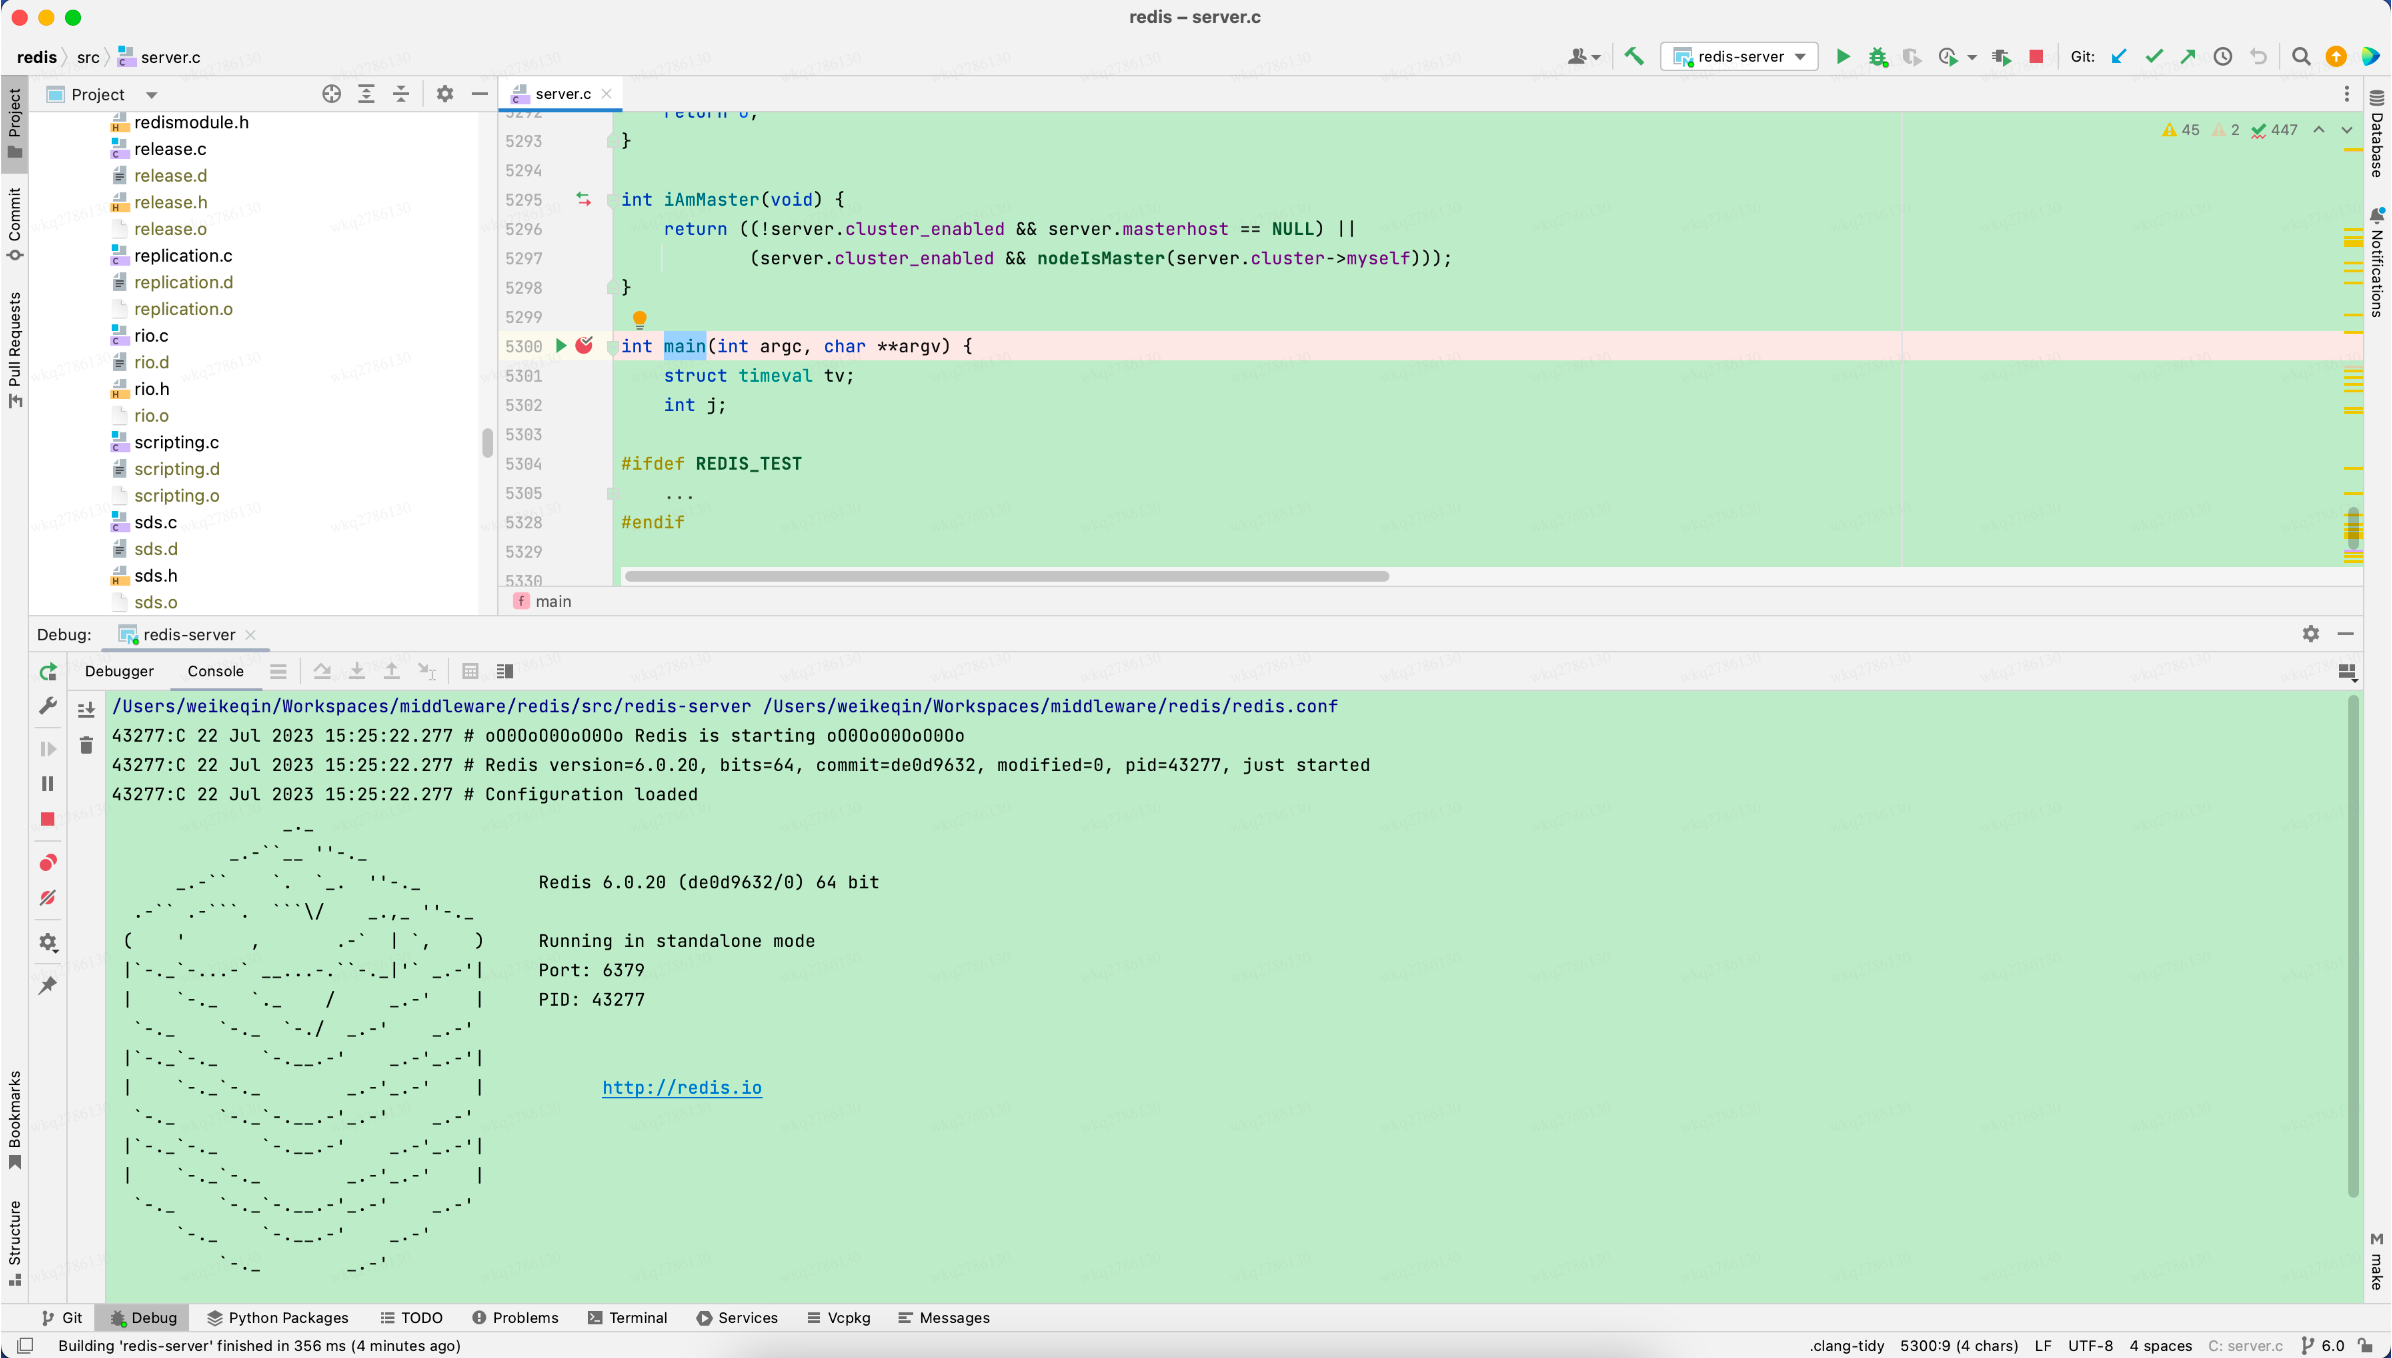 redis – server.c
redis src server.c
redis-server Git:
Project
server.c
Project
Commit
Pull Requests
Bookmarks
Structure
Database
Notifications
make
redismodule.h
release.c
release.d
release.h
release.o
replication.c
replication.d
replication.o
rio.c
rio.d
rio.h
rio.o
scripting.c
scripting.d
scripting.o
sds.c
sds.d
sds.h
sds.o
45 2 447
5292 return 0;
5293 }
5294
5295 int iAmMaster(void) {
5296 return ((!server.cluster_enabled && server.masterhost == NULL) ||
5297 (server.cluster_enabled && nodeIsMaster(server.cluster->myself)));
5298 }
5299
5300 int main(int argc, char **argv) {
5301 struct timeval tv;
5302 int j;
5303
5304 #ifdef REDIS_TEST
5305 ...
5328 #endif
5329
5330
f main
Debug: redis-server
Debugger Console
/Users/weikeqin/Workspaces/middleware/redis/src/redis-server /Users/weikeqin/Workspaces/middleware/redis/redis.conf
43277:C 22 Jul 2023 15:25:22.277 # oO0OoO0OoO0Oo Redis is starting oO0OoO0OoO0Oo
43277:C 22 Jul 2023 15:25:22.277 # Redis version=6.0.20, bits=64, commit=de0d9632, modified=0, pid=43277, just started
43277:C 22 Jul 2023 15:25:22.277 # Configuration loaded
Redis 6.0.20 (de0d9632/0) 64 bit
Running in standalone mode
Port: 6379
PID: 43277
http://redis.io
Git Debug Python Packages TODO Problems Terminal Services Vcpkg Messages
Building 'redis-server' finished in 356 ms (4 minutes ago)
.clang-tidy 5300:9 (4 chars) LF UTF-8 4 spaces C: server.c 6.0
wkq2786130